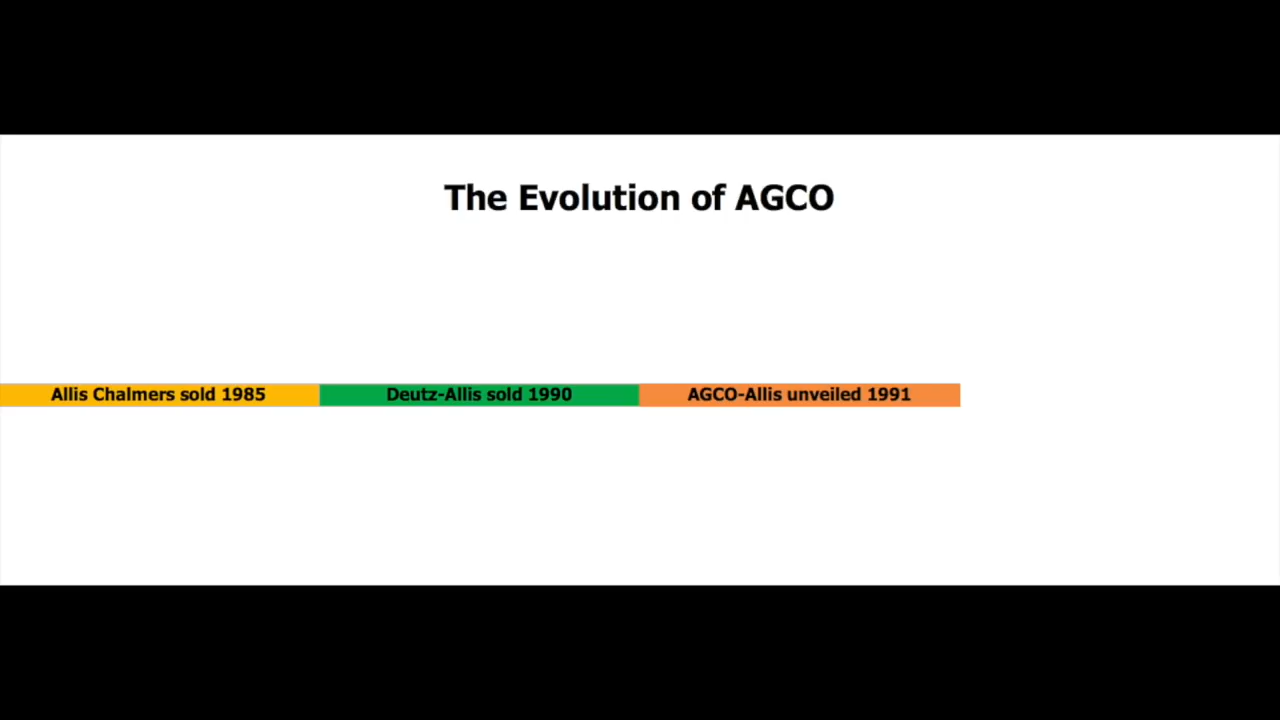 The Evolution of AGCO
Allis Chalmers sold 1985 Deutz-Allis sold 1990 AGCO-Allis unveiled 1991